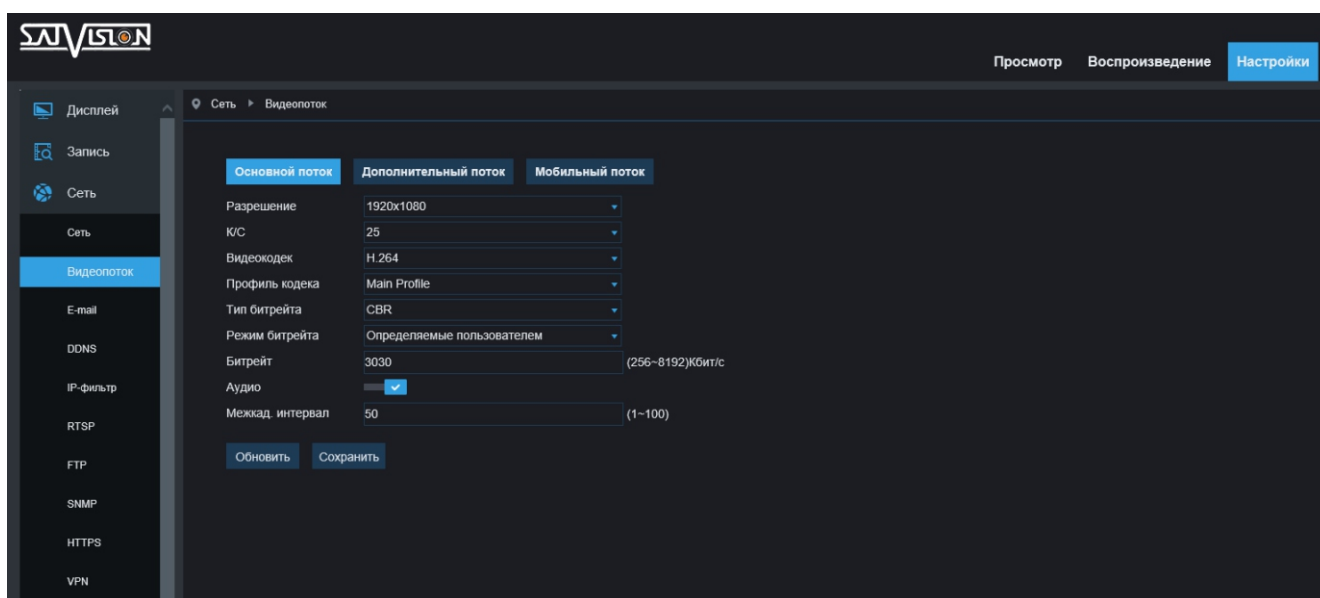 SATVISION
Просмотр Воспроизведение Настройки
Дисплей
Запись
Сеть
Сеть
Видеопоток
E-mail
DDNS
IP-фильтр
RTSP
FTP
SNMP
HTTPS
VPN
Сеть Видеопоток
Основной поток Дополнительный поток Мобильный поток
Разрешение 1920x1080
К/С 25
Видеокодек H.264
Профиль кодека Main Profile
Тип битрейта CBR
Режим битрейта Определяемые пользователем
Битрейт 3030 (256~8192)Кбит/с
Аудио
Межкад. интервал 50 (1~100)
Обновить Сохранить